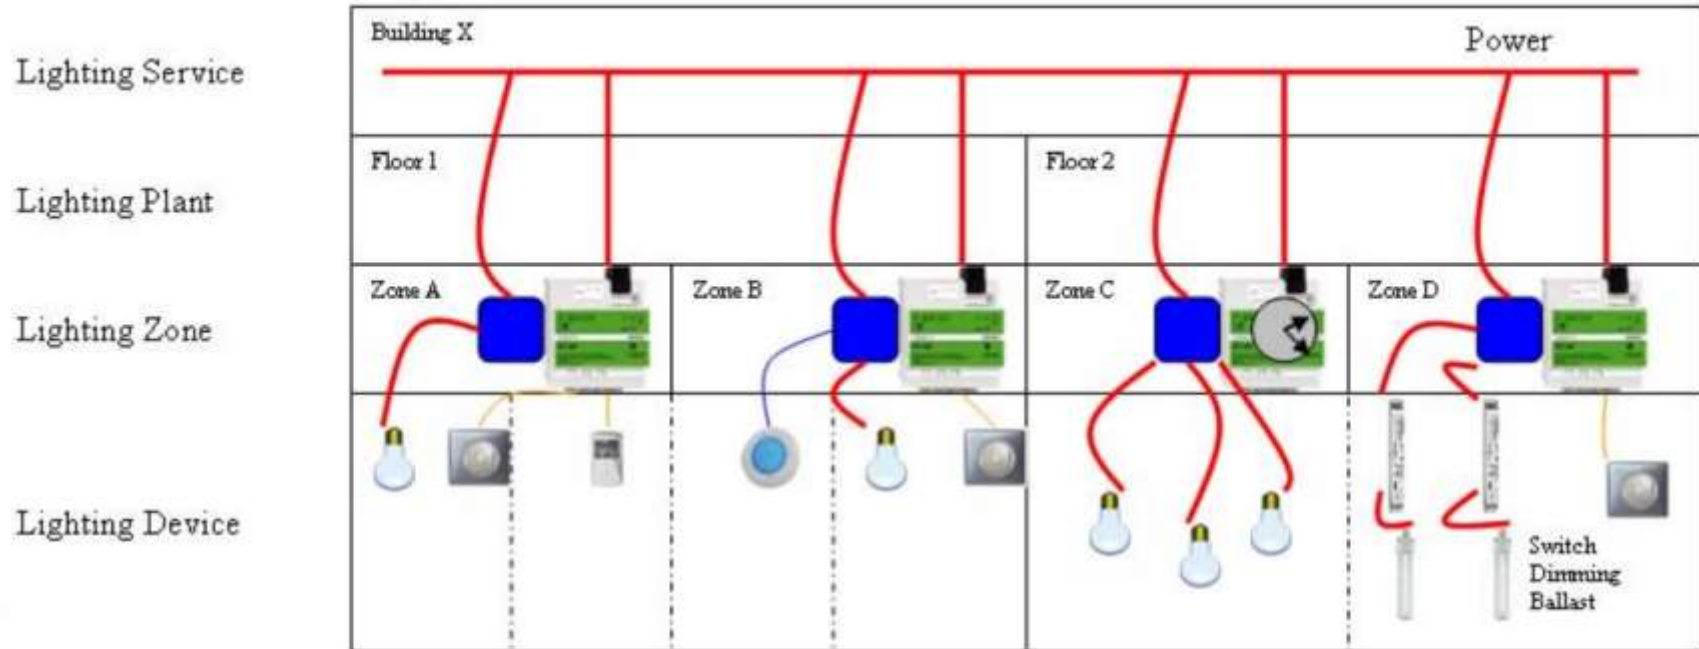 Building X
Power
Lighting Service
Floor 1
Floor 2
Lighting Plant
Zone A
Zone B
Zone C
Zone D
Lighting Zone
Lighting Device
Switch
Dimming
Ballast